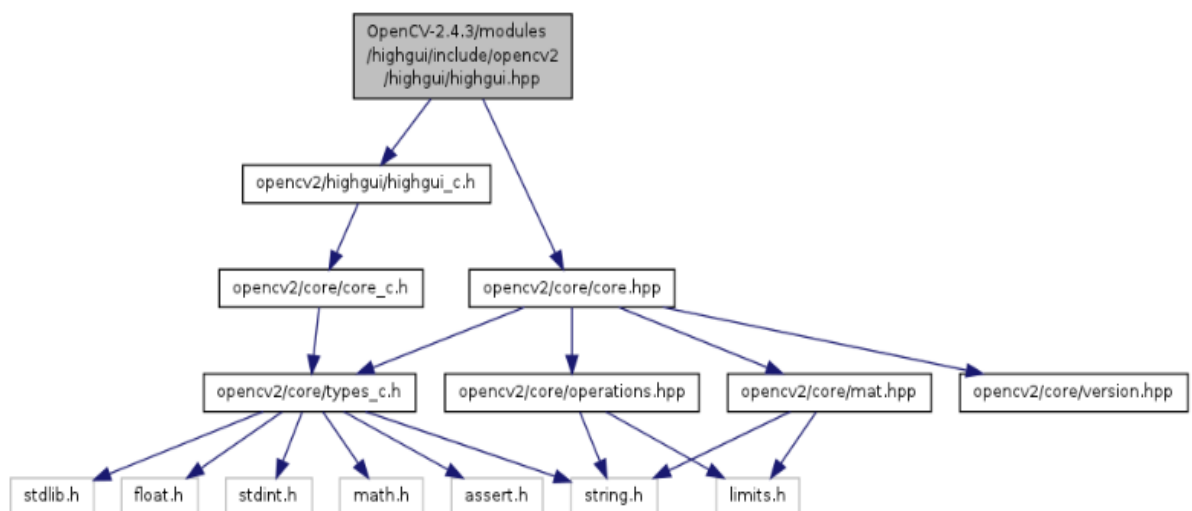 OpenCV-2.4.3/modules
/highgui/include/opencv2
/highgui/highgui.hpp
opencv2/highgui/highgui_c.h
opencv2/core/core_c.h
opencv2/core/core.hpp
opencv2/core/types_c.h
opencv2/core/operations.hpp
opencv2/core/mat.hpp
opencv2/core/version.hpp
stdlib.h
float.h
stdint.h
math.h
assert.h
string.h
limits.h